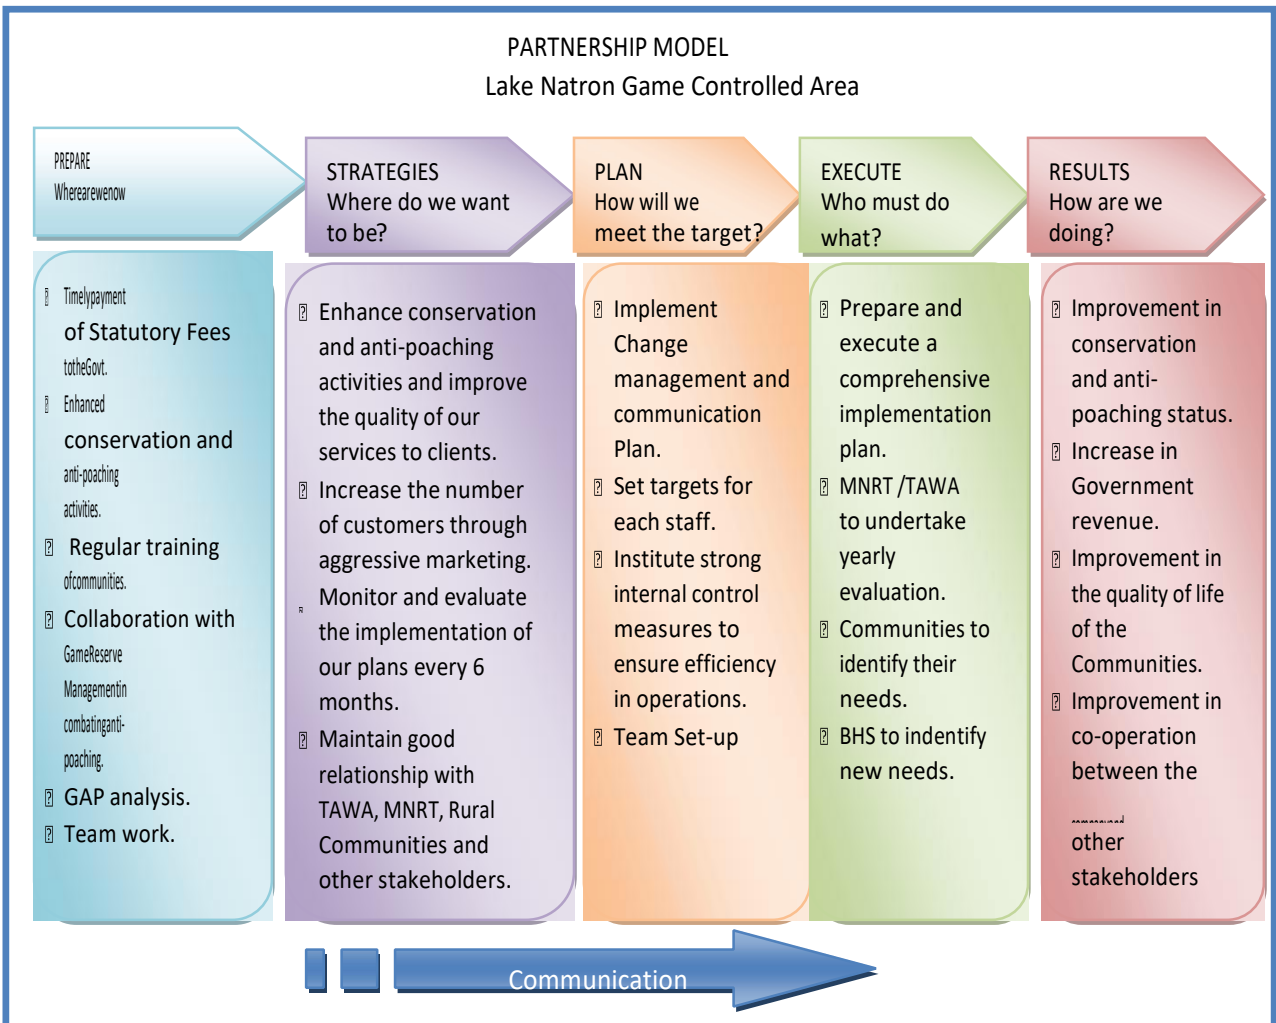 PARTNERSHIP MODEL
Lake Natron Game Controlled Area
PREPARE
Wherearewenow
STRATEGIES
Where do we want
to be?
PLAN
How will we
meet the target?
EXECUTE
Who must do
what?
RESULTS
How are we
doing?
Timelypayment
of Statutory Fees
totheGovt.
Enhanced
conservation and
anti-poaching
activities.
Regular training
ofcommunities.
Collaboration with
GameReserve
Managementin
combatinganti-
poaching.
GAP analysis.
Team work.
Enhance conservation
and anti-poaching
activities and improve
the quality of our
services to clients.
Increase the number
of customers through
aggressive marketing.
Monitor and evaluate
the implementation of
our plans every 6
months.
Maintain good
relationship with
TAWA, MNRT, Rural
Communities and
other stakeholders.
Implement
Change
management and
communication
Plan.
Set targets for
each staff.
Institute strong
internal control
measures to
ensure efficiency
in operations.
Team Set-up
Prepare and
execute a
comprehensive
implementation
plan.
MNRT /TAWA
to undertake
yearly
evaluation.
Communities to
identify their
needs.
BHS to indentify
new needs.
Improvement in
conservation
and anti-
poaching status.
Increase in
Government
revenue.
Improvement in
the quality of life
of the
Communities.
Improvement in
co-operation
between the
other
stakeholders
Communication